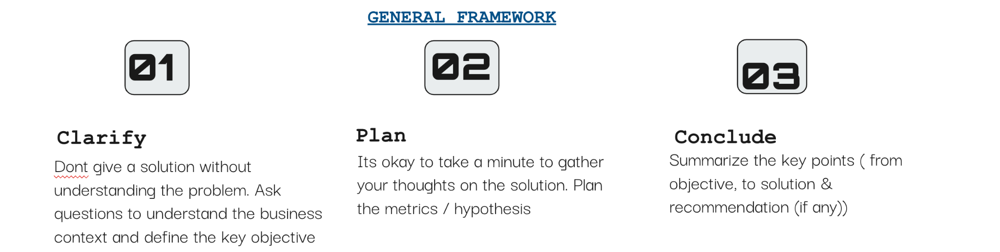 GENERAL FRAMEWORK
01
Clarify
Dont give a solution without
understanding the problem. Ask
questions to understand the business
context and define the key objective
02
Plan
Its okay to take a minute to gather
your thoughts on the solution. Plan
the metrics / hypothesis
03
Conclude
Summarize the key points ( from
objective, to solution &
recommendation (if any))